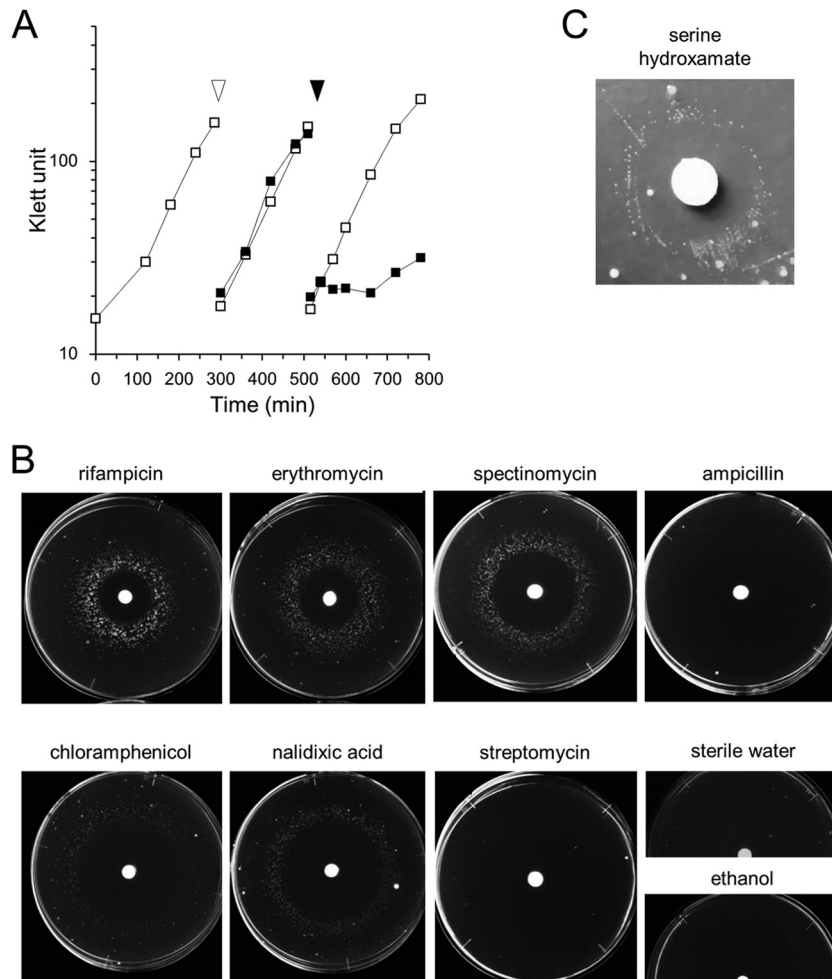 A
C
serine
hydroxamate
Klett unit
100
10
0 100 200 300 400 500 600 700 800
Time (min)
B
rifampicin erythromycin spectinomycin ampicillin
chloramphenicol nalidixic acid streptomycin sterile water
ethanol